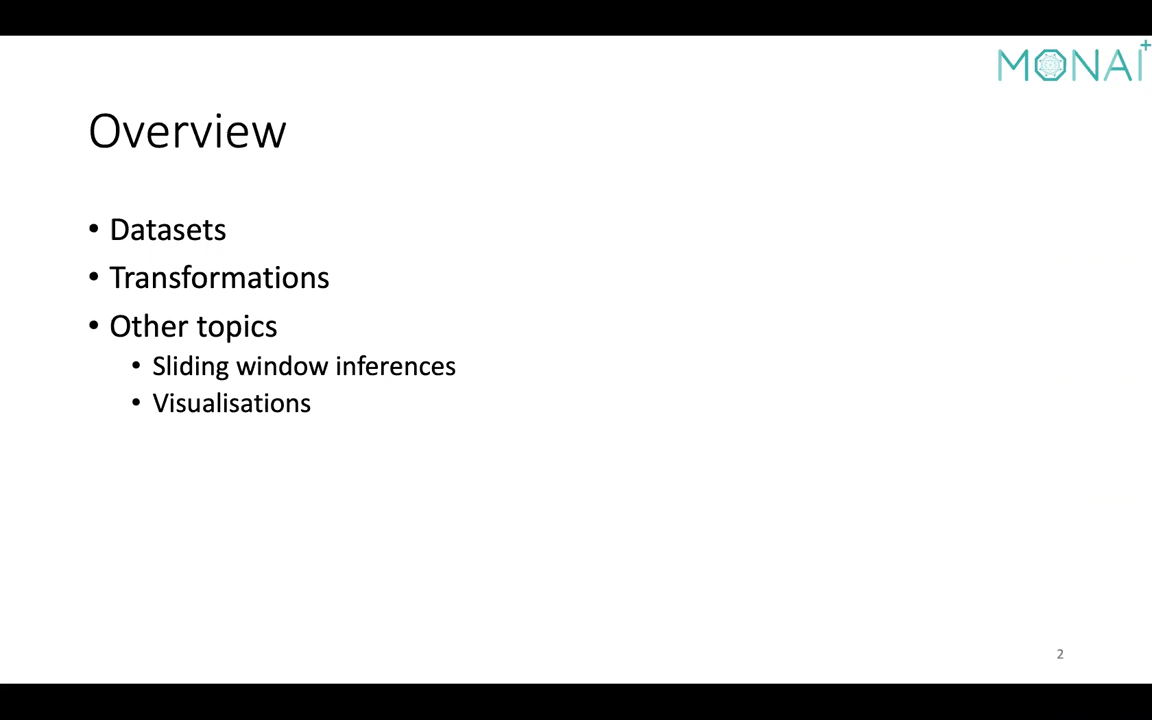 MONAI+
Overview
• Datasets
• Transformations
• Other topics
• Sliding window inferences
• Visualisations
2